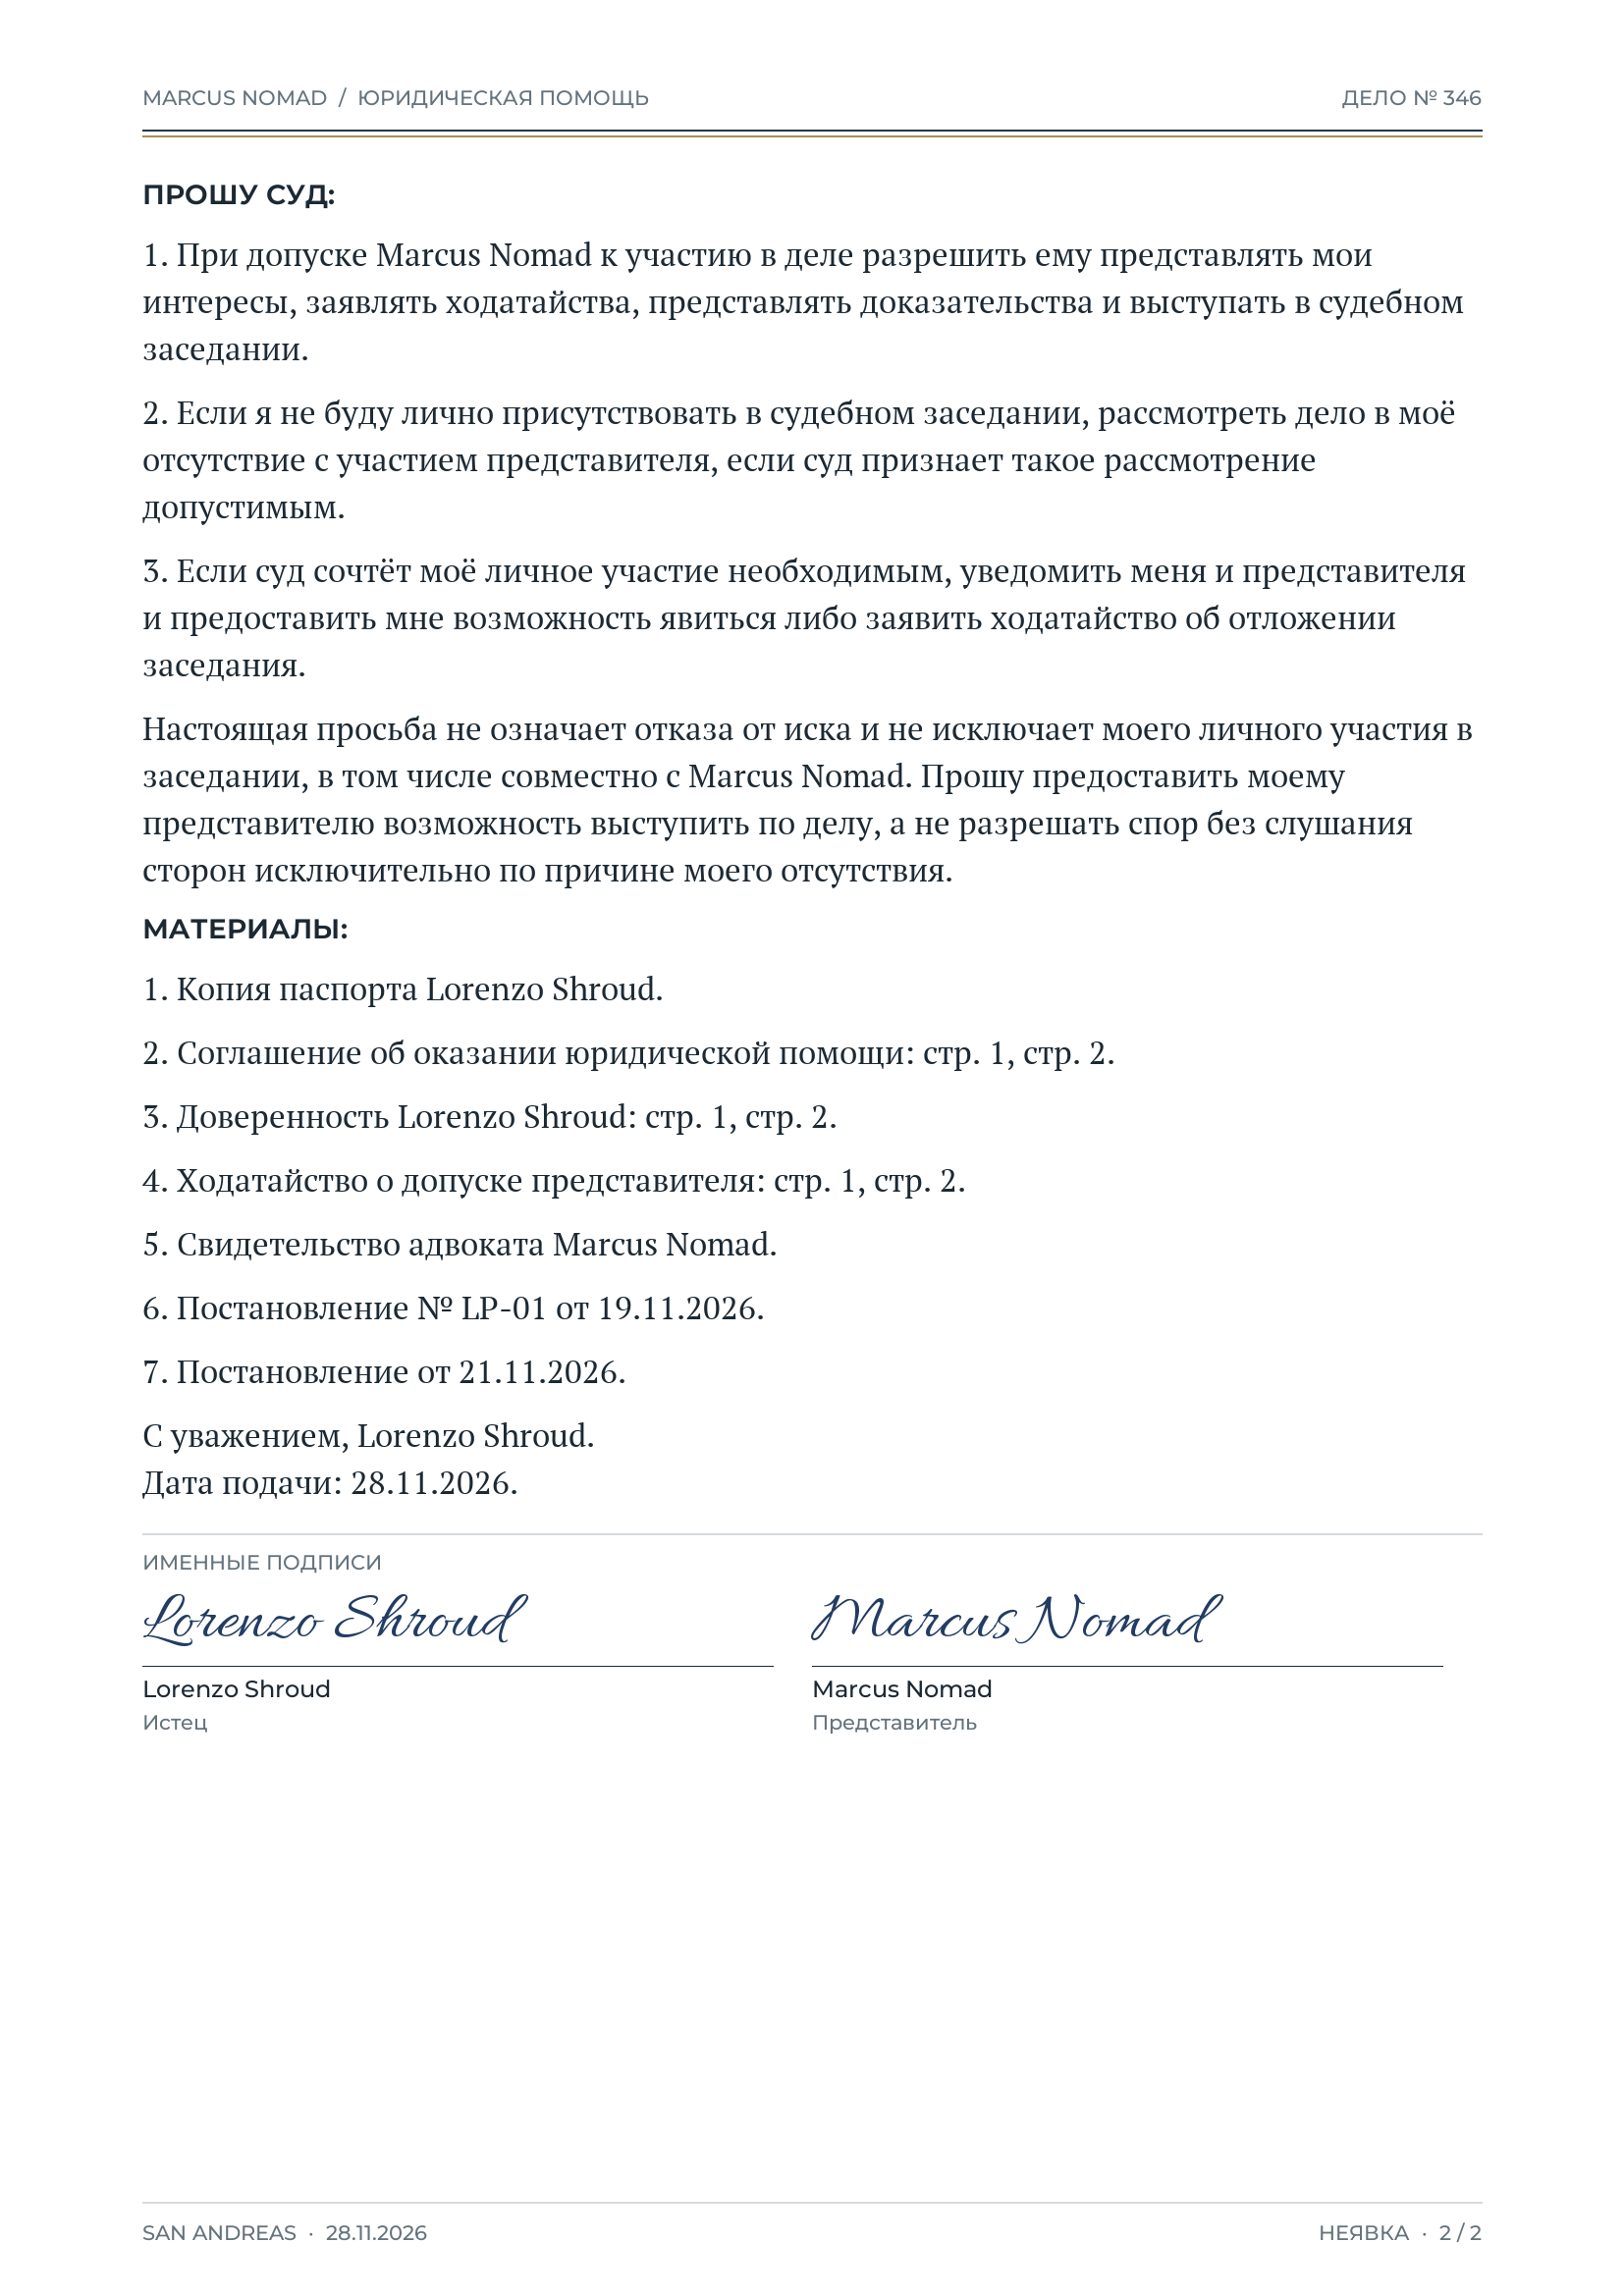 MARCUS NOMAD / ЮРИДИЧЕСКАЯ ПОМОЩЬ
ДЕЛО № 346
ПРОШУ СУД:
1. При допуске Marcus Nomad к участию в деле разрешить ему представлять мои
интересы, заявлять ходатайства, представлять доказательства и выступать в судебном
заседании.
2. Если я не буду лично присутствовать в судебном заседании, рассмотреть дело в моё
отсутствие с участием представителя, если суд признает такое рассмотрение
допустимым.
3. Если суд сочтёт моё личное участие необходимым, уведомить меня и представителя
и предоставить мне возможность явиться либо заявить ходатайство об отложении
заседания.
Настоящая просьба не означает отказа от иска и не исключает моего личного участия в
заседании, в том числе совместно с Marcus Nomad. Прошу предоставить моему
представителю возможность выступить по делу, а не разрешать спор без слушания
сторон исключительно по причине моего отсутствия.
МАТЕРИАЛЫ:
1. Копия паспорта Lorenzo Shroud.
2. Соглашение об оказании юридической помощи: стр. 1, стр. 2.
3. Доверенность Lorenzo Shroud: стр. 1, стр. 2.
4. Ходатайство о допуске представителя: стр. 1, стр. 2.
5. Свидетельство адвоката Marcus Nomad.
6. Постановление № LP-01 от 19.11.2026.
7. Постановление от 21.11.2026.
С уважением, Lorenzo Shroud.
Дата подачи: 28.11.2026.
ИМЕННЫЕ ПОДПИСИ
Lorenzo Shroud
Marcus Nomad
Lorenzo Shroud
Marcus Nomad
Истец
Представитель
SAN ANDREAS · 28.11.2026
НЕЯВКА · 2 / 2